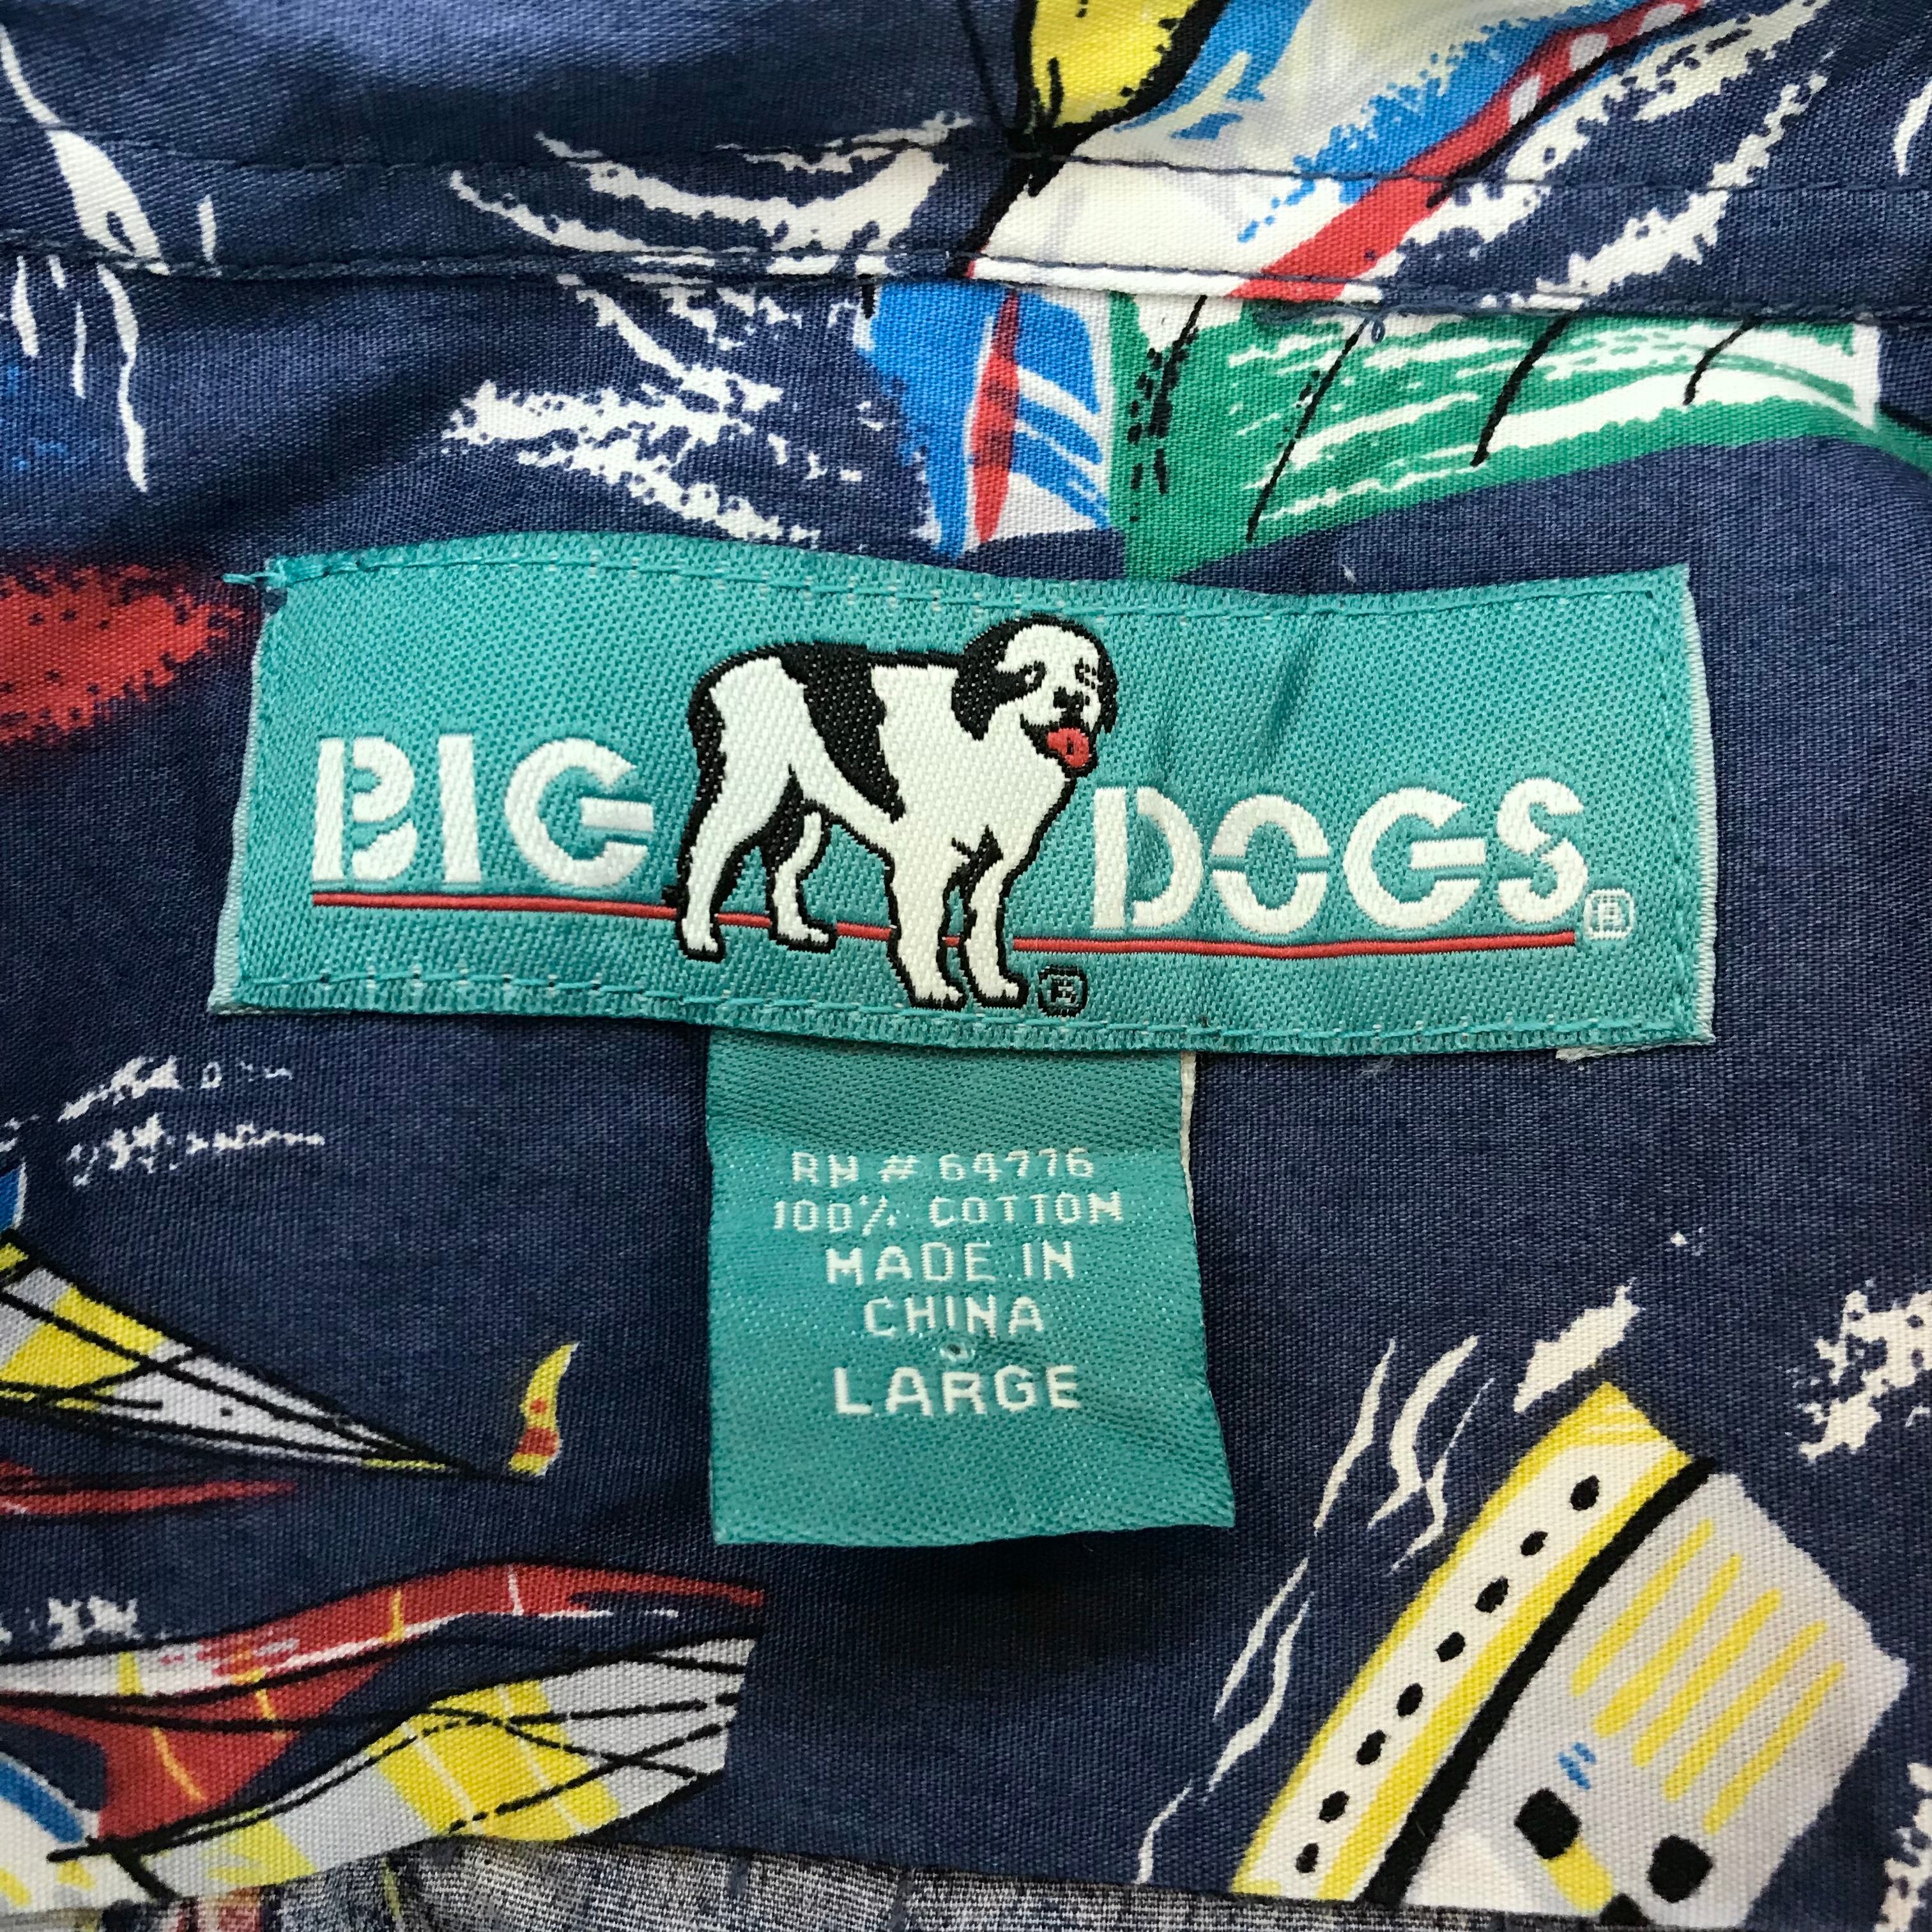 BIG DOGS®
®
RN # 64776
100% COTTON
MADE IN
CHINA
LARGE